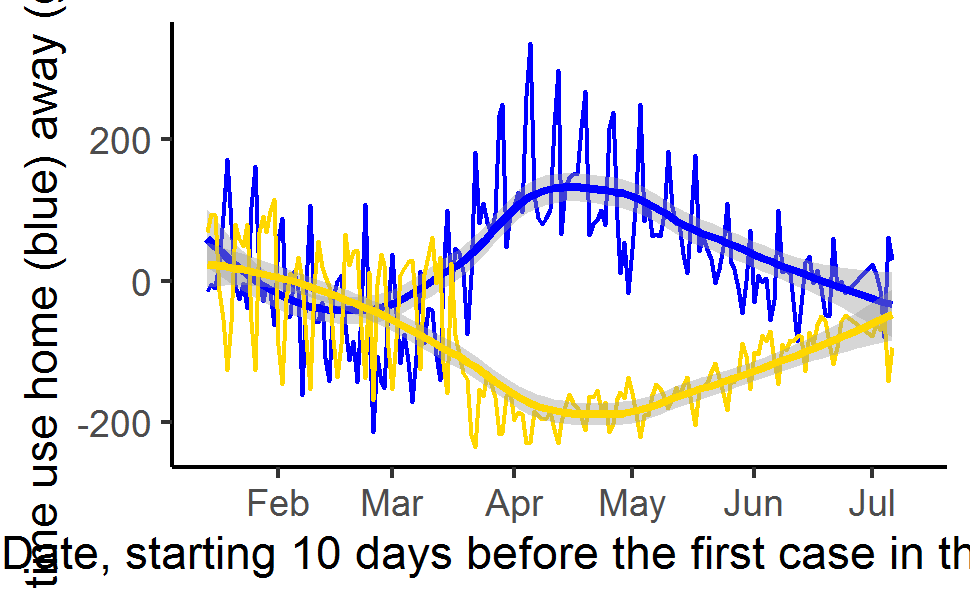 time use home (blue) away (
200
0
-200
Feb Mar Apr May Jun Jul
Date, starting 10 days before the first case in th